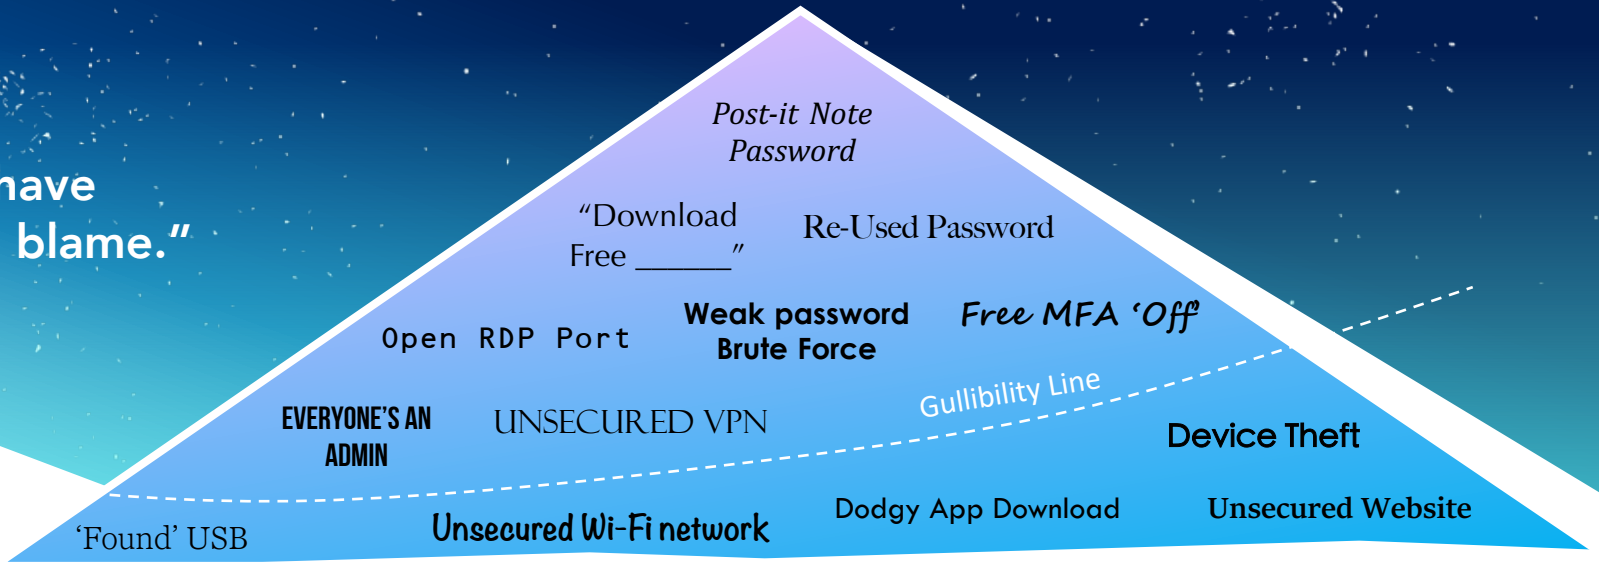 have
blame.”
Post-it Note
Password
“Download
Free ______”
Re-Used Password
Open RDP Port
Weak password
Brute Force
Free MFA ‘Off’
EVERYONE’S AN
ADMIN
UNSECURED VPN
Gullibility Line
Device Theft
‘Found’ USB
Unsecured Wi-Fi network
Dodgy App Download
Unsecured Website